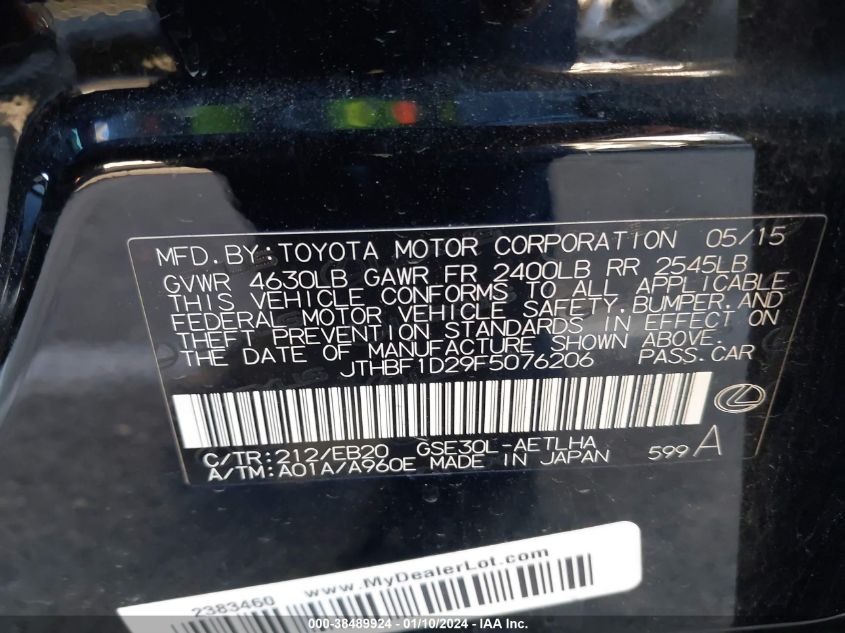 MFD.BY:TOYOTA MOTOR CORPORATION 05/15
GVWR 4630LB GAWR FR 2400LB RR 2545LB
THIS VEHICLE CONFORMS TO ALL APPLICABLE
FEDERAL MOTOR VEHICLE SAFETY,BUMPER,AND
THEFT PREVENTION STANDARDS IN EFFECT ON
THE DATE OF MANUFACTURE SHOWN ABOVE.
JTHBF1D29F5076206 PASS.CAR
C/TR:212/EB20 GSE30L-AETLHA
A/TM:A01A/A960E MADE IN JAPAN 599A
www.MyDealerLot.com
2383460
000-38489924 - 01/10/2024 - IAA Inc.